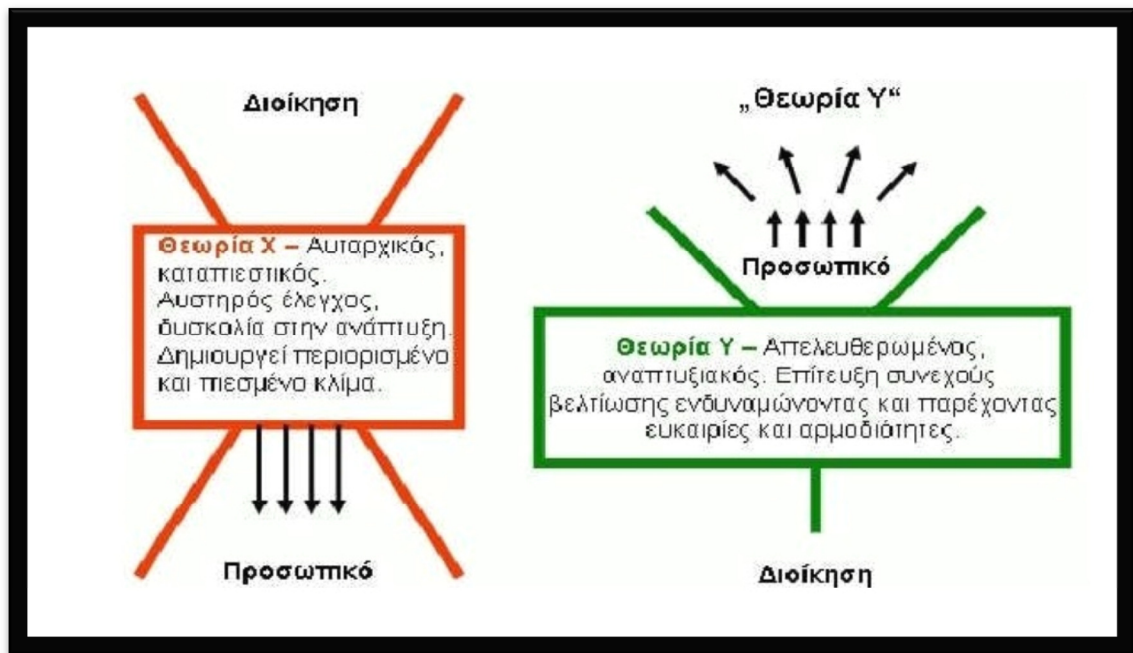 Διοίκηση
Θεωρία Χ – Αυταρχικός,
καταπιεστικός.
Αυστηρός έλεγχος,
δυσκολία στην ανάπτυξη.
Δημιουργεί περιορισμένο
και πιεσμένο κλίμα.
Προσωπικό
„Θεωρία Υ“
Προσωπικό
Θεωρία Υ – Απελευθερωμένος,
αναπτυξιακός. Επίτευξη συνεχούς
βελτίωσης ενδυναμώνοντας και παρέχοντας
ευκαιρίες και αρμοδιότητες.
Διοίκηση